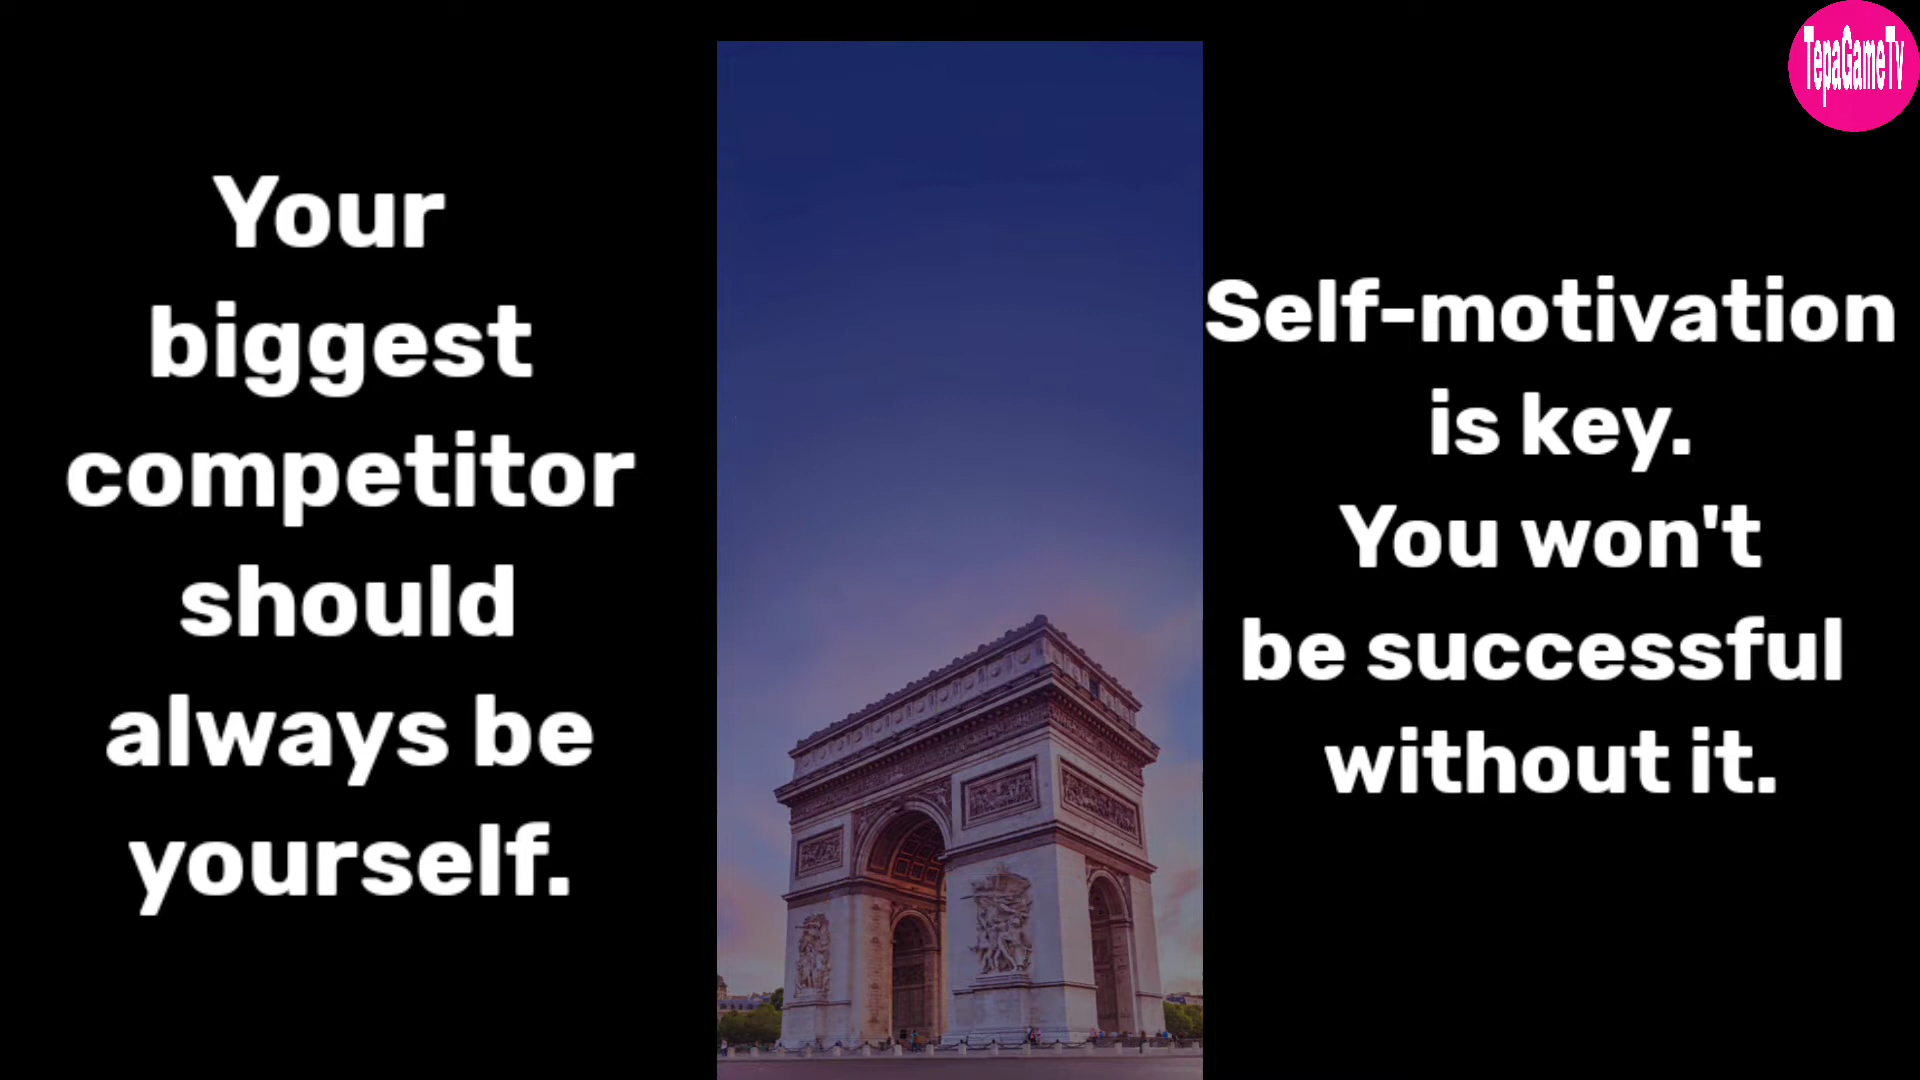 Your
biggest
competitor
should
always be
yourself.
Self-motivation
is key.
You won't
be successful
without it.
TepaGameTv